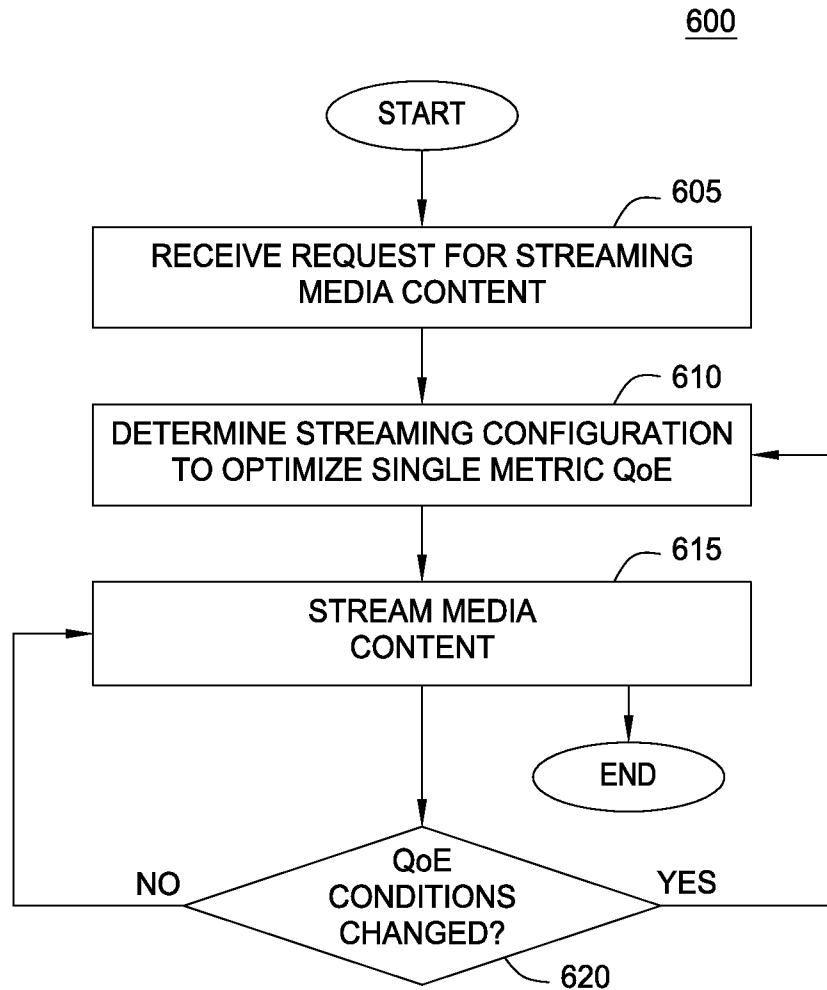 600
START
605
RECEIVE REQUEST FOR STREAMING
MEDIA CONTENT
610
DETERMINE STREAMING CONFIGURATION
TO OPTIMIZE SINGLE METRIC QoE
615
STREAM MEDIA
CONTENT
END
QoE
CONDITIONS
CHANGED?
NO
YES
620